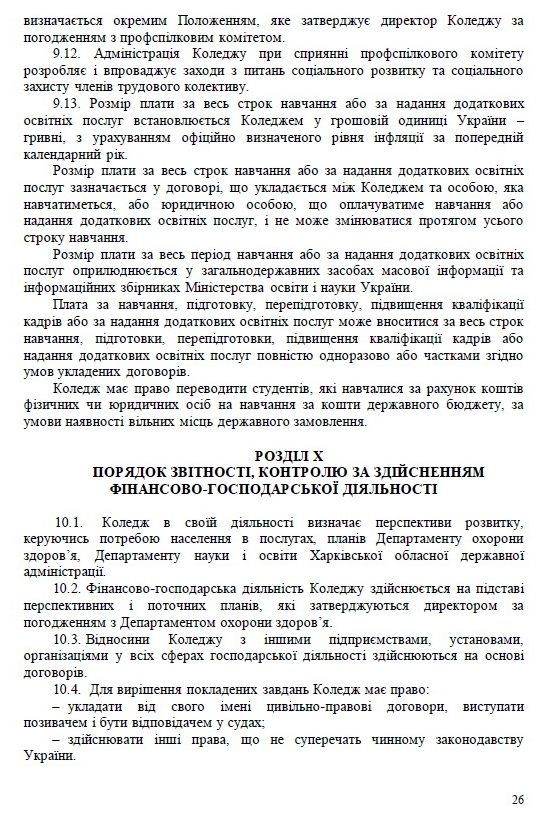 визначається окремим Положенням, яке затверджує директор Коледжу за
погодженням з профспілковим комітетом.
9.12. Адміністрація Коледжу при сприянні профспілкового комітету
розробляє і впроваджує заходи з питань соціального розвитку та соціального
захисту членів трудового колективу.
9.13. Розмір плати за весь строк навчання або за надання додаткових
освітніх послуг встановлюється Коледжем у грошовій одиниці України –
гривні, з урахуванням офіційно визначеного рівня інфляції за попередній
календарний рік.
Розмір плати за весь строк навчання або за надання додаткових освітніх
послуг зазначається у договорі, що укладається між Коледжем та особою, яка
навчатиметься, або юридичною особою, що оплачуватиме навчання або
надання додаткових освітніх послуг, і не може змінюватися протягом усього
строку навчання.
Розмір плати за весь період навчання або за надання додаткових освітніх
послуг оприлюднюється у загальнодержавних засобах масової інформації та
інформаційних збірниках Міністерства освіти і науки України.
Плата за навчання, підготовку, перепідготовку, підвищення кваліфікації
кадрів або за надання додаткових освітніх послуг може вноситися за весь строк
навчання, підготовки, перепідготовки, підвищення кваліфікації кадрів або
надання додаткових освітніх послуг повністю одноразово або частками згідно
умов укладених договорів.
Коледж має право переводити студентів, які навчалися за рахунок коштів
фізичних чи юридичних осіб на навчання за кошти державного бюджету, за
умови наявності вільних місць державного замовлення.
РОЗДІЛ X
ПОРЯДОК ЗВІТНОСТІ, КОНТРОЛЮ ЗА ЗДІЙСНЕННЯМ
ФІНАНСОВО-ГОСПОДАРСЬКОЇ ДІЯЛЬНОСТІ
10.1. Коледж в своїй діяльності визначає перспективи розвитку,
керуючись потребою населення в послугах, планів Департаменту охорони
здоров’я, Департаменту науки і освіти Харківської обласної державної
адміністрації.
10.2. Фінансово-господарська діяльність Коледжу здійснюється на підставі
перспективних і поточних планів, які затверджуються директором за
погодженням з Департаментом охорони здоров’я.
10.3. Відносини Коледжу з іншими підприємствами, установами,
організаціями у всіх сферах господарської діяльності здійснюються на основі
договорів.
10.4. Для вирішення покладених завдань Коледж має право:
– укладати від свого імені цивільно-правові договори, виступати
позивачем і бути відповідачем у судах;
– здійснювати інші права, що не суперечать чинному законодавству
України.
26